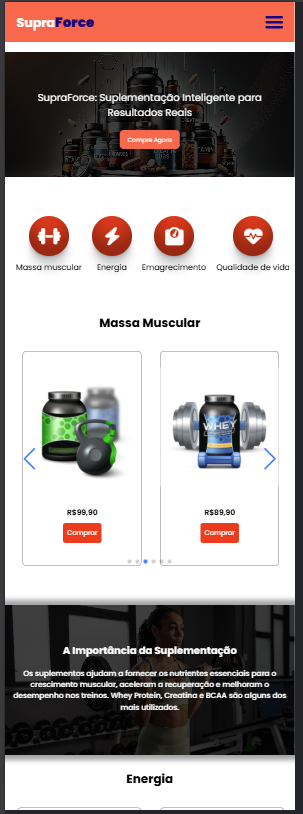 SupraForce
SupraForce: Suplementação Inteligente para
Resultados Reais
Compre Agora
Massa muscular
Energia
Emagrecimento
Qualidade de vida
Massa Muscular
WHEY
R$99,90
R$89,90
Comprar
Comprar
A Importância da Suplementação
Os suplementos ajudam a fornecer os nutrientes essenciais para o
crescimento muscular, aceleram a recuperação e melhoram o
desempenho nos treinos. Whey Protein, Creatina e BCAA são alguns dos
mais utilizados.
Energia